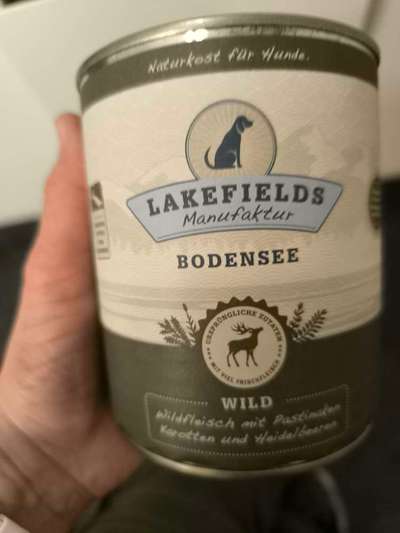 Naturkost für Hunde.
LAKEFIELDS
Manufaktur
BODENSEE
URSPRÜNGLICHE ZUTATEN
MIT VIEL FRISCHFLEISCH
WILD
Wildfleisch mit Pastinaken
Karotten und Heidelbeeren